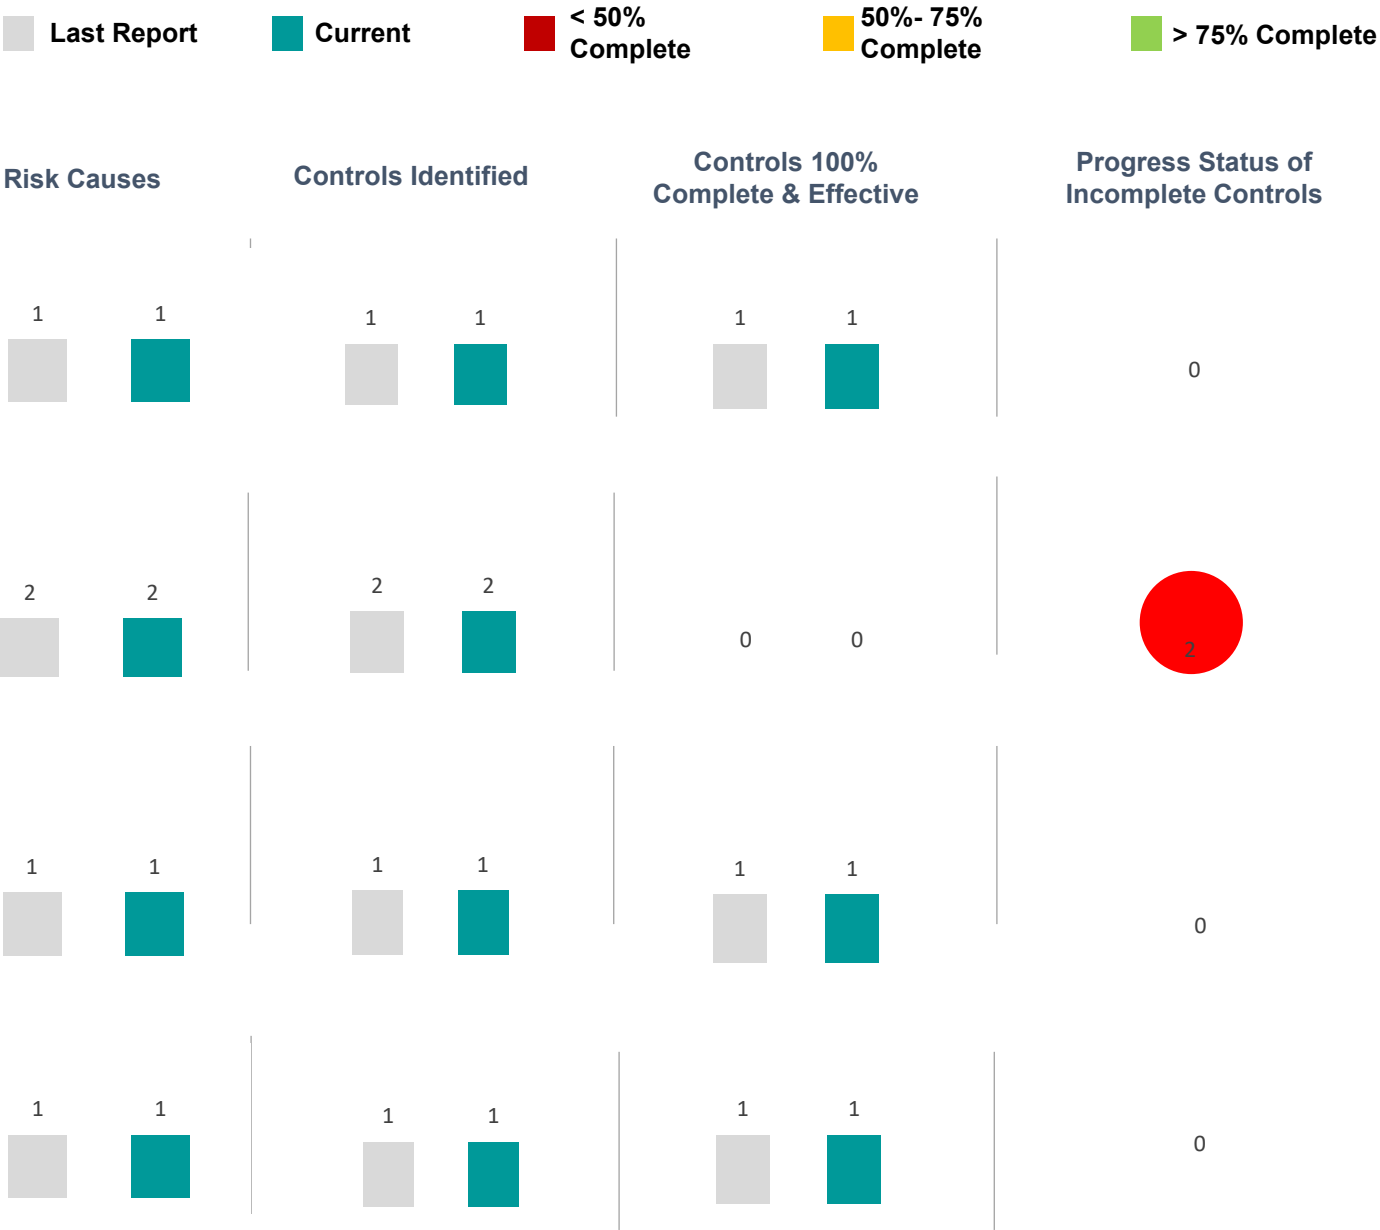 Last Report
Current
< 50%
Complete
50%- 75%
Complete
> 75% Complete
Risk Causes
Controls Identified
Controls 100%
Complete & Effective
Progress Status of
Incomplete Controls
1 1 1 1 1 1 0
2 2 2 2 0 0 2
1 1 1 1 1 1 0
1 1 1 1 1 1 0